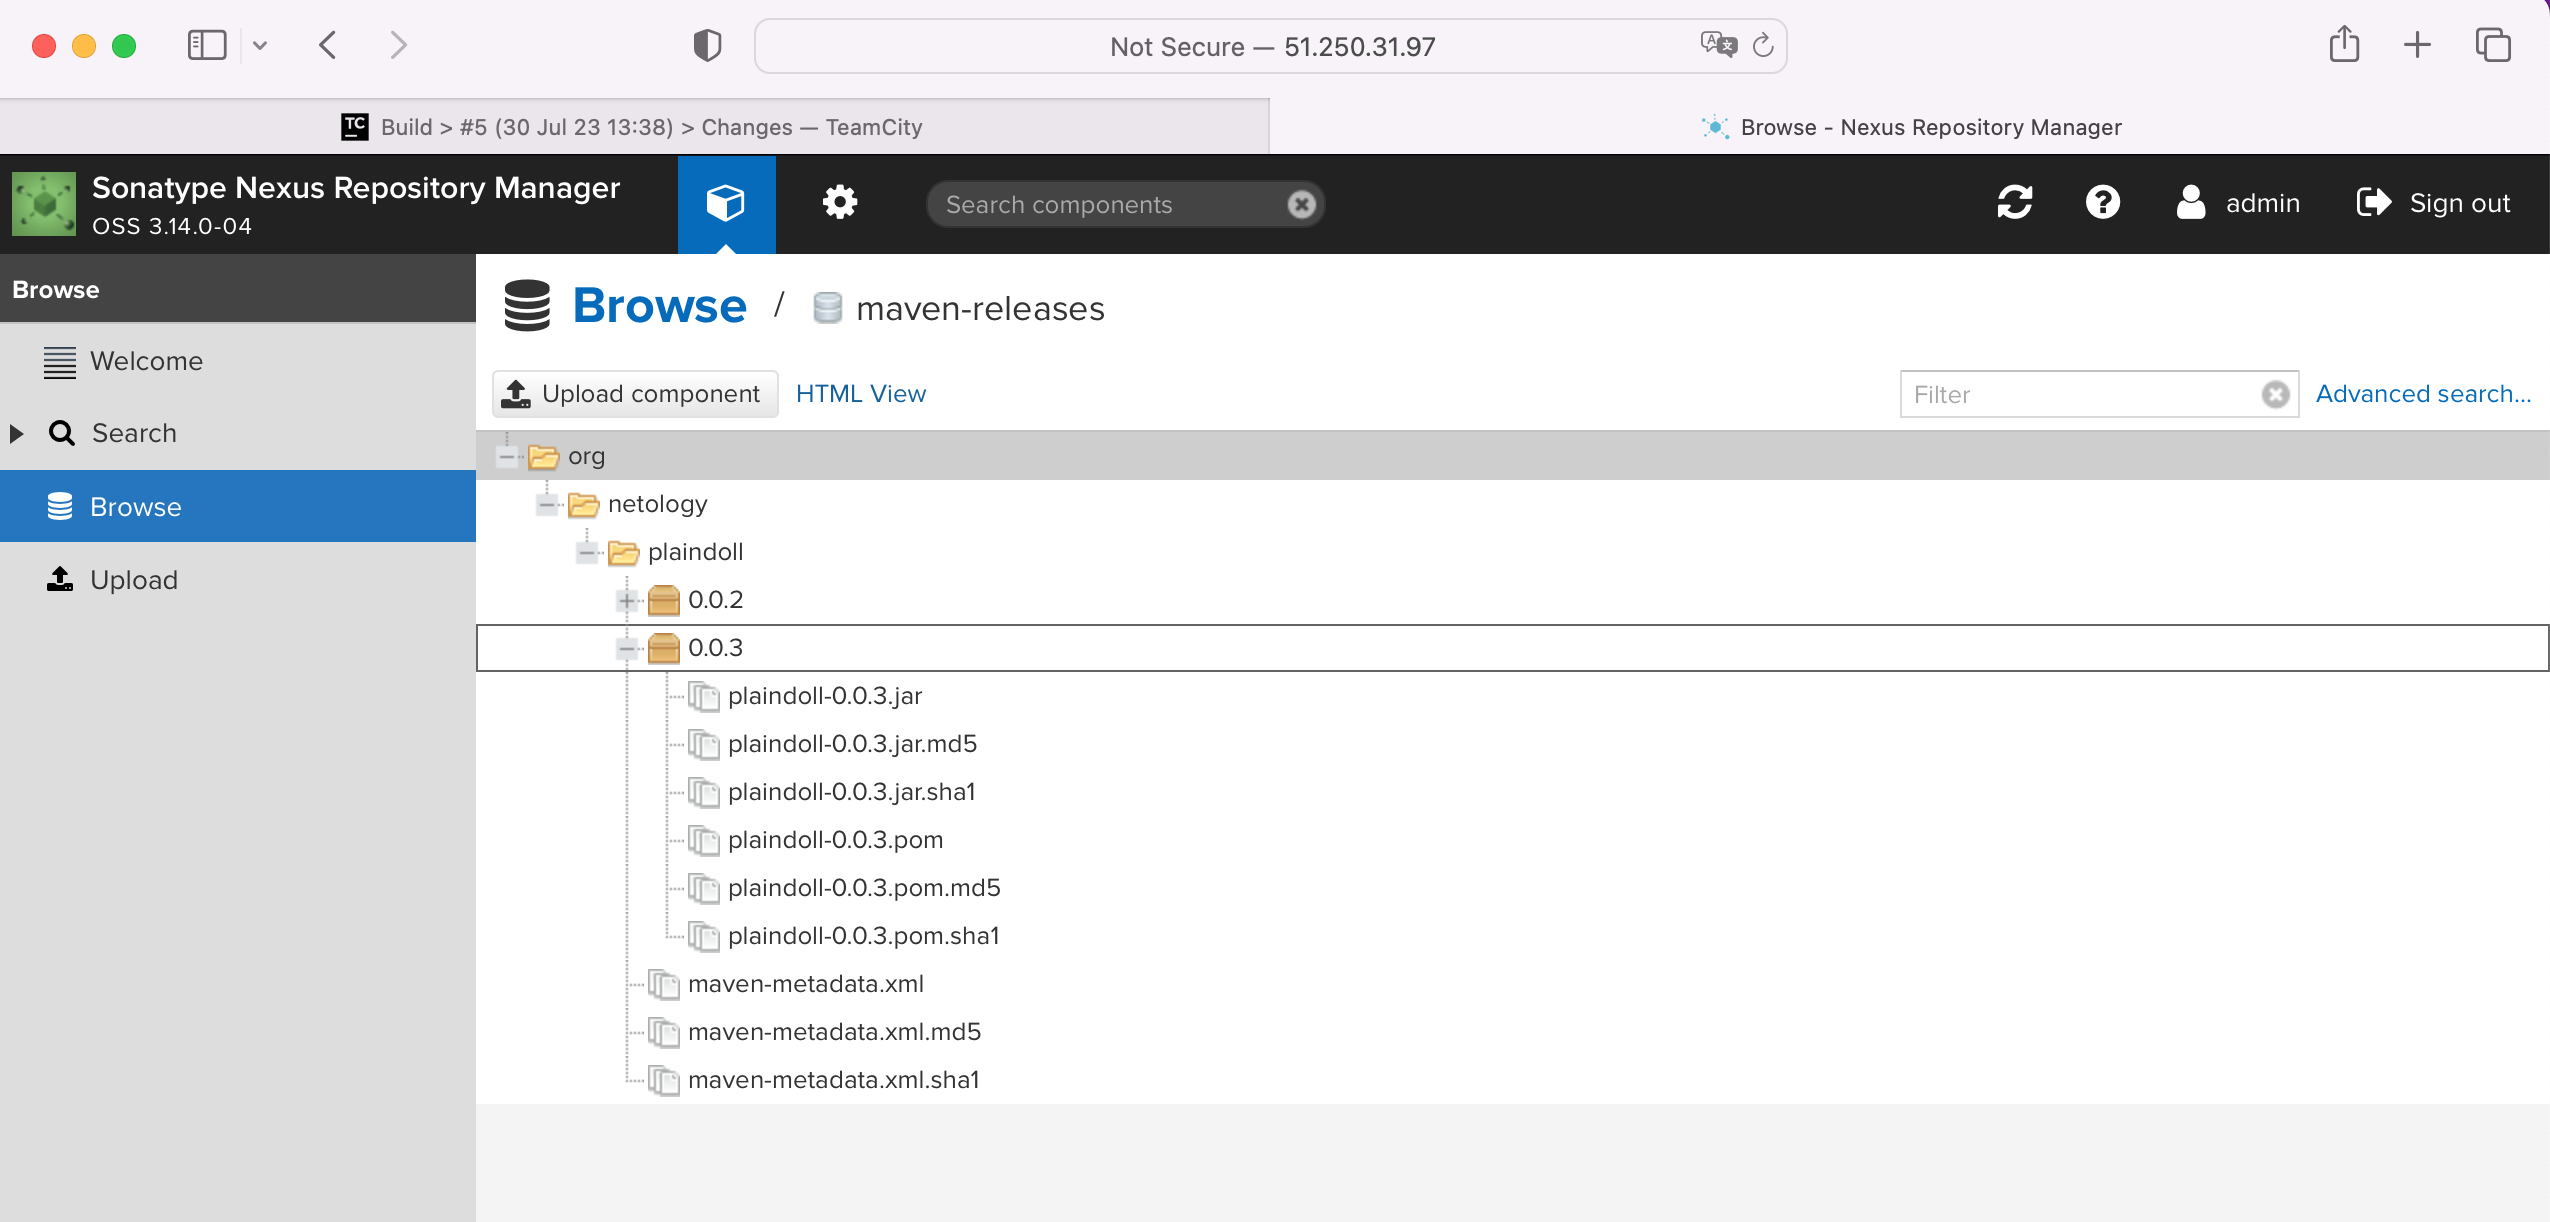 Not Secure — 51.250.31.97
TC Build > #5 (30 Jul 23 13:38) > Changes — TeamCity
Browse - Nexus Repository Manager
Sonatype Nexus Repository Manager
OSS 3.14.0-04
Search components
admin
Sign out
Browse
Welcome
Search
Browse
Upload
Browse / maven-releases
Upload component
HTML View
Filter
Advanced search...
org
netology
plaindoll
0.0.2
0.0.3
plaindoll-0.0.3.jar
plaindoll-0.0.3.jar.md5
plaindoll-0.0.3.jar.sha1
plaindoll-0.0.3.pom
plaindoll-0.0.3.pom.md5
plaindoll-0.0.3.pom.sha1
maven-metadata.xml
maven-metadata.xml.md5
maven-metadata.xml.sha1